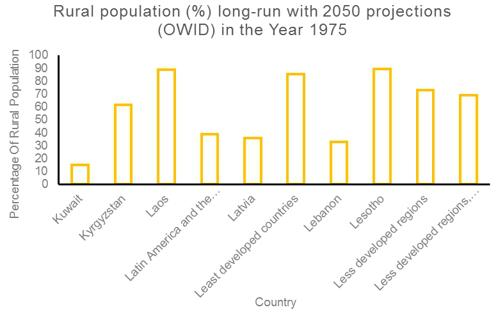 Rural population (%) long-run with 2050 projections
(OWID) in the Year 1975
Percentage Of Rural Population
100
90
80
70
60
50
40
30
20
10
0
Kuwait
Kyrgyzstan
Laos
Latin America and the…
Latvia
Least developed countries
Lebanon
Lesotho
Less developed regions
Less developed regions,…
Country